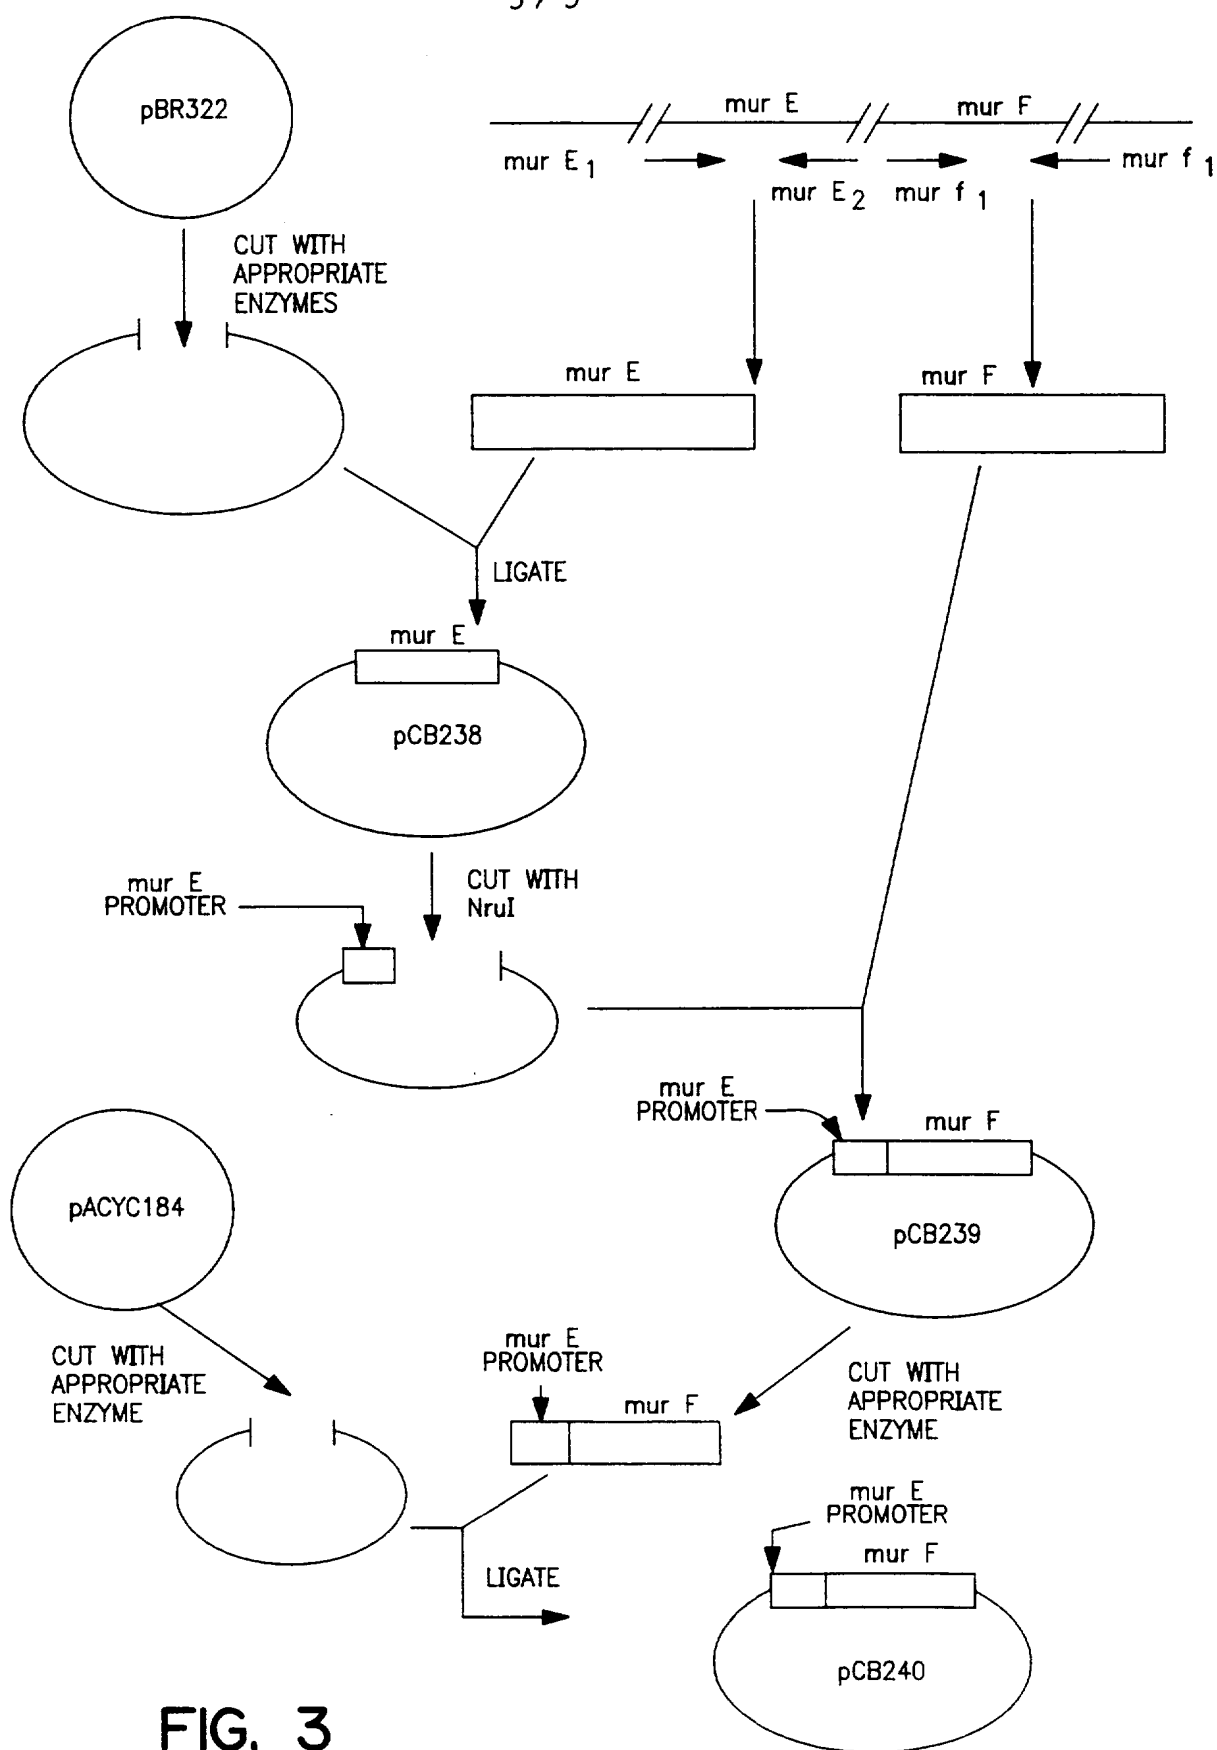 pBR322
mur E
mur F
mur E1
mur E2
mur f1
mur f1
CUT WITH
APPROPRIATE
ENZYMES
mur E
mur F
LIGATE
mur E
pCB238
CUT WITH
NruI
mur E
PROMOTER
mur E
PROMOTER
mur F
pCB239
pACYC184
CUT WITH
APPROPRIATE
ENZYME
mur E
PROMOTER
mur F
CUT WITH
APPROPRIATE
ENZYME
LIGATE
mur E
PROMOTER
mur F
pCB240
FIG. 3